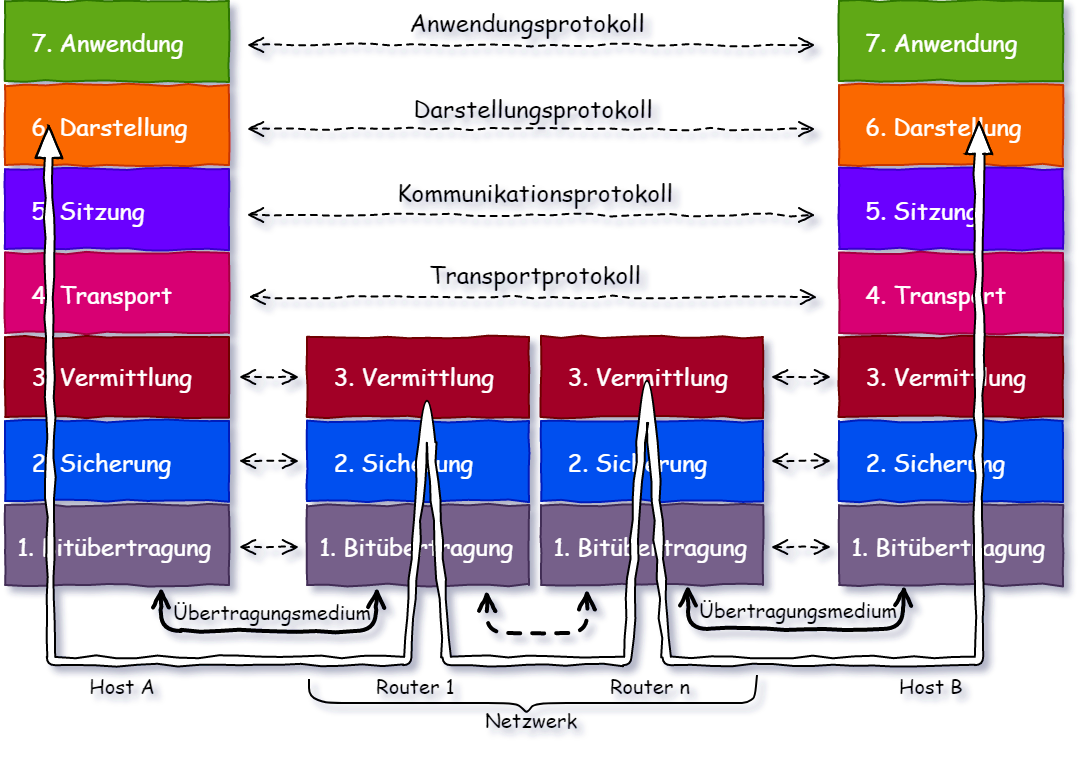 Anwendungsprotokoll
7. Anwendung
7. Anwendung
Darstellungsprotokoll
6. Darstellung
6. Darstellung
Kommunikationsprotokoll
5. Sitzung
5. Sitzung
Transportprotokoll
4. Transport
4. Transport
3. Vermittlung
3. Vermittlung
3. Vermittlung
3. Vermittlung
2. Sicherung
2. Sicherung
2. Sicherung
2. Sicherung
1. Bitübertragung
1. Bitübertragung
1. Bitübertragung
1. Bitübertragung
Übertragungsmedium
Übertragungsmedium
Host A
Router 1
Router n
Host B
Netzwerk